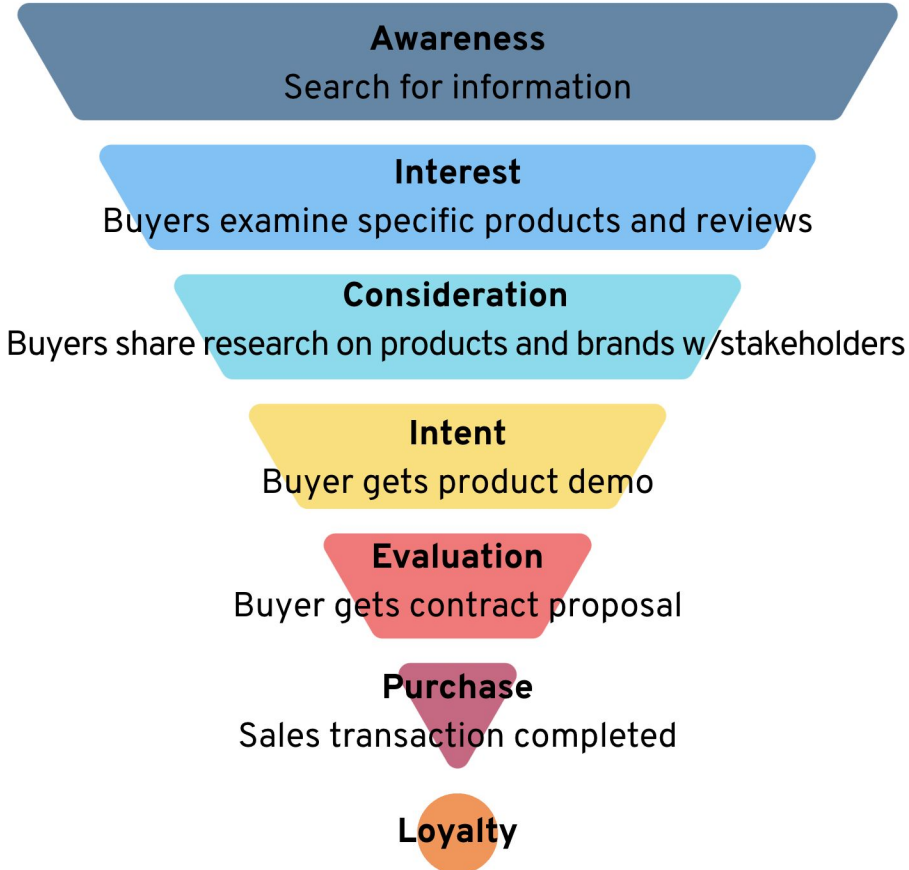 Awareness
Search for information
Interest
Buyers examine specific products and reviews
Consideration
Buyers share research on products and brands w/stakeholders
Intent
Buyer gets product demo
Evaluation
Buyer gets contract proposal
Purchase
Sales transaction completed
Loyalty